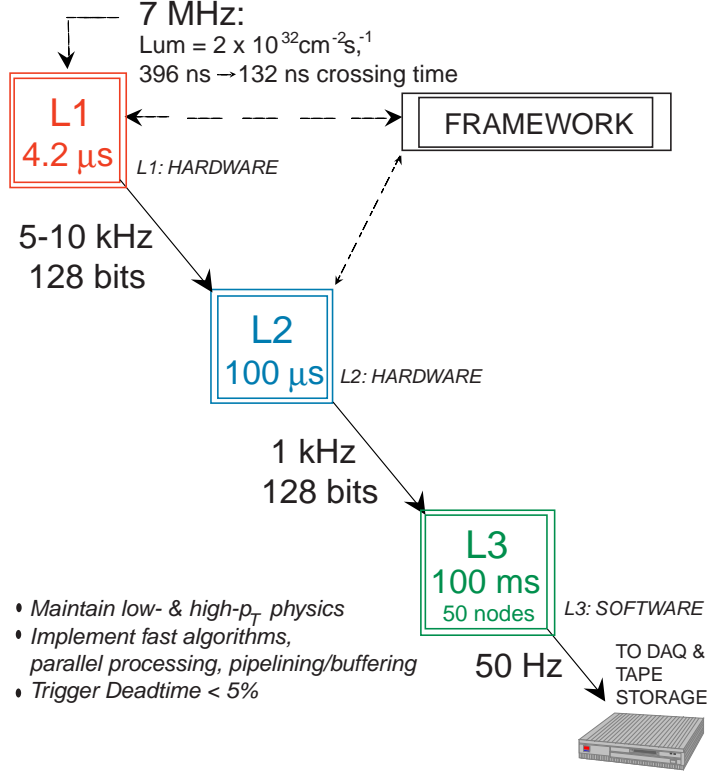 7 MHz:
Lum = 2 x 10³²cm⁻²s,⁻¹
396 ns → 132 ns crossing time
L1
4.2 μs
FRAMEWORK
L1: HARDWARE
5-10 kHz
128 bits
L2
100 μs
L2: HARDWARE
1 kHz
128 bits
L3
100 ms
50 nodes
L3: SOFTWARE
• Maintain low- & high-p_T physics
• Implement fast algorithms,
parallel processing, pipelining/buffering
• Trigger Deadtime < 5%
50 Hz
TO DAQ &
TAPE
STORAGE